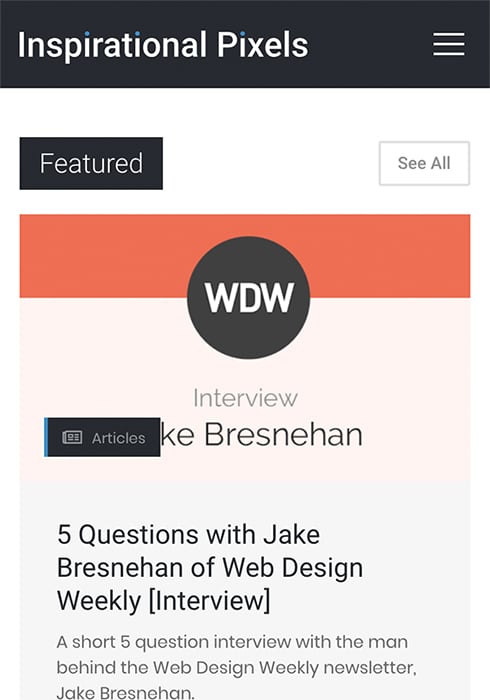 Inspirational Pixels
Featured
See All
WDW
Interview
ke Bresnehan
Articles
5 Questions with Jake
Bresnehan of Web Design
Weekly [Interview]
A short 5 question interview with the man
behind the Web Design Weekly newsletter,
Jake Bresnehan.